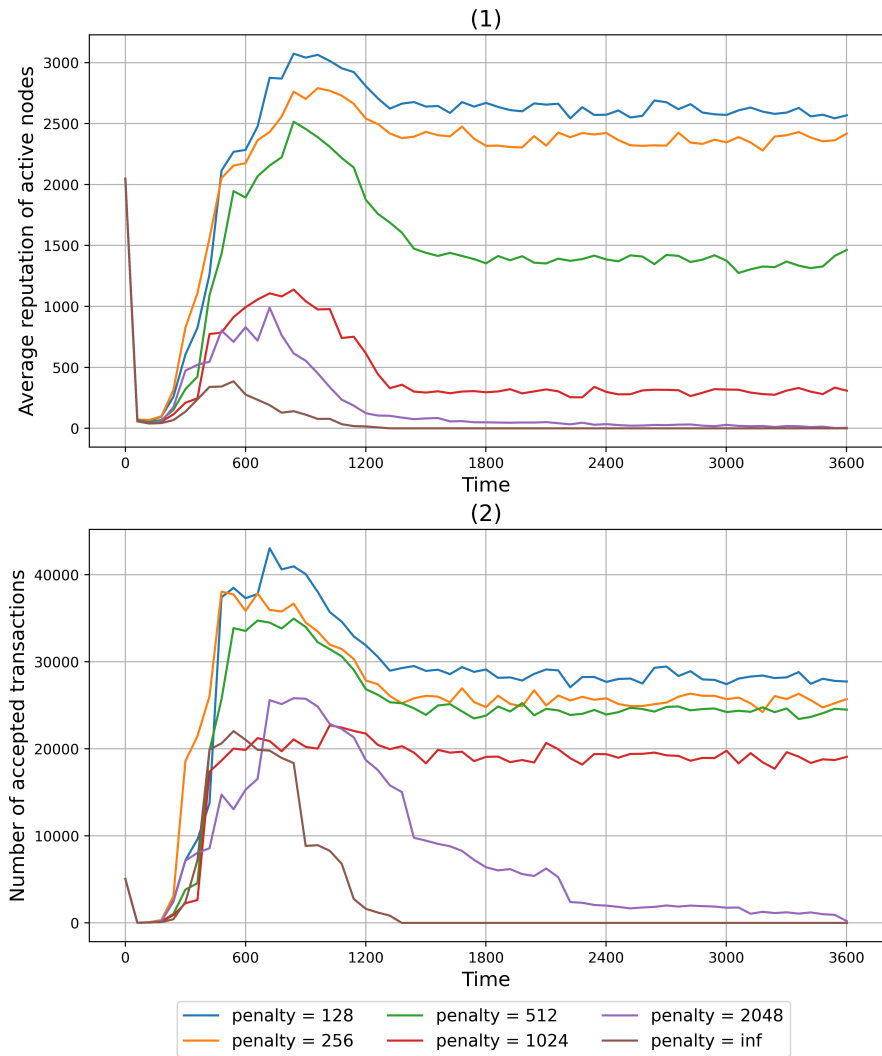 (1)
3000
2500
2000
1500
1000
500
0
Average reputation of active nodes
0 600 1200 1800 2400 3000 3600
Time
(2)
40000
30000
20000
10000
0
Number of accepted transactions
0 600 1200 1800 2400 3000 3600
Time
penalty = 128 penalty = 512 penalty = 2048
penalty = 256 penalty = 1024 penalty = inf